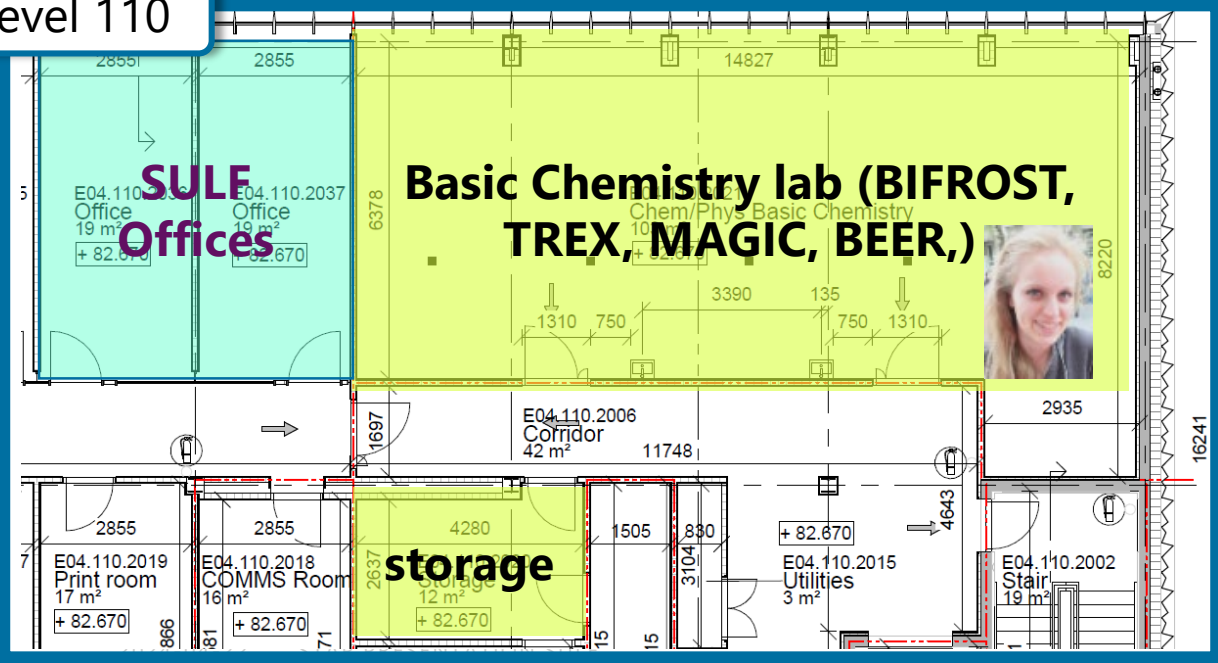 evel 110
2855
2855
14827
SULF
Offices
E04.110.2037
Office
19 m²
+ 82.670
Office
19 m²
+ 82.670
Basic Chemistry lab (BIFROST,
TREX, MAGIC, BEER,)
Chem/Phys Basic Chemistry
6378
8220
3390
135
1310
750
750
1310
E04.110.2006
Corridor
42 m²
1697
11748
2935
16241
2855
2855
4280
1505
830
4643
+ 82.670
E04.110.2019
Print room
17 m²
+ 82.670
866
E04.110.2018
COMMS Room
16 m²
+ 82.670
2637
storage
Storage
12 m²
+ 82.670
3104
E04.110.2015
Utilities
3 m²
E04.110.2002
Stair
19 m²
15
15